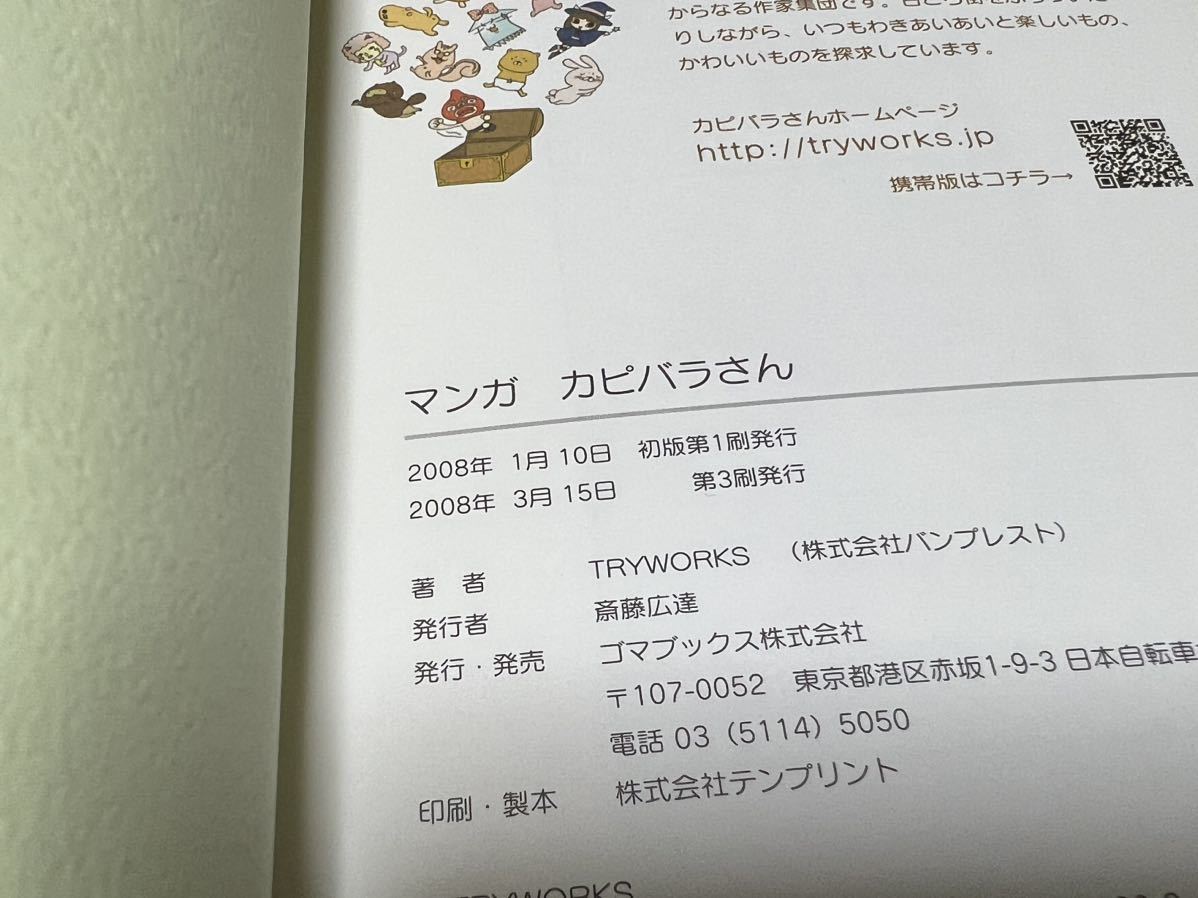 からなる作家集団です。
りしながら、いつもわきあいあいと楽しいもの、
かわいいものを探求しています。
カピバラさんホームページ
http://tryworks.jp
携帯版はコチラ→
マンガ　カピバラさん
2008年 1月 10日　初版第1刷発行
2008年 3月 15日　第3刷発行
著　者　TRYWORKS　（株式会社バンプレスト）
発行者　斎藤広達
発行・発売　ゴマブックス株式会社
〒107-0052　東京都港区赤坂1-9-3 日本自転車
電話 03（5114）5050
印刷・製本　株式会社テンプリント
TRYWORKS